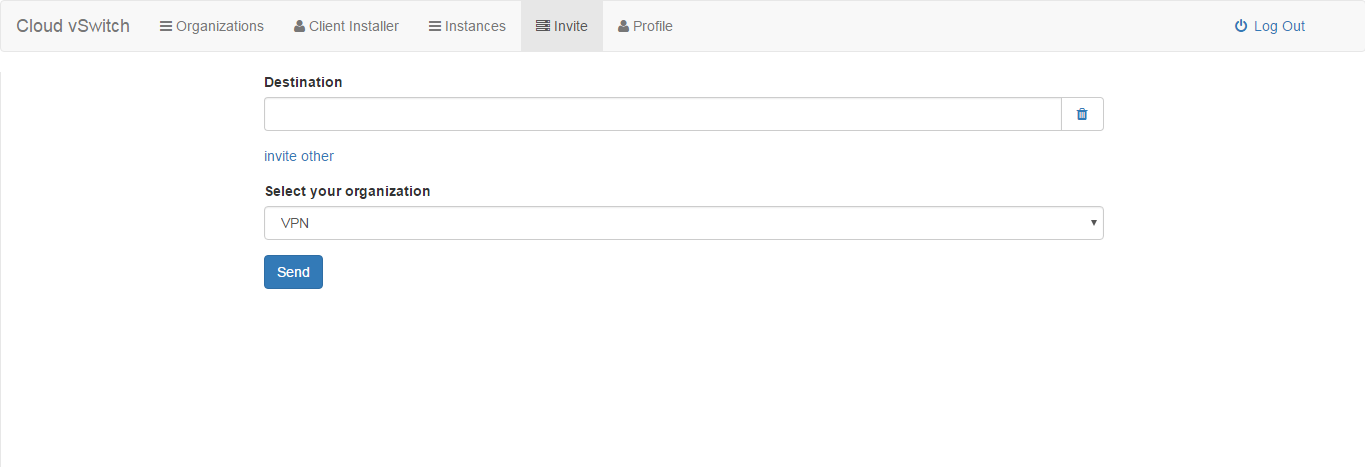 Cloud vSwitch Organizations Client Installer Instances Invite Profile Log Out
Destination
invite other
Select your organization
VPN
Send